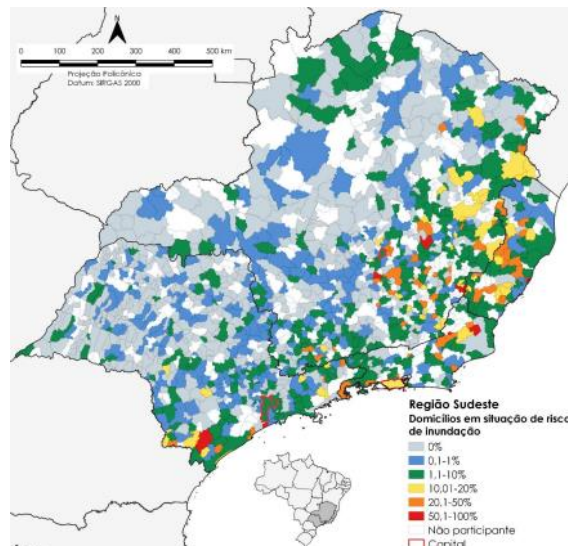 N
0 100 200 300 400 500 km
Projeção Policônica
Datum: SIRGAS 2000
Região Sudeste
Domicílios em situação de risco
de inundação
0%
0,1-1%
1,1-10%
10,01-20%
20,1-50%
50,1-100%
Não participante
Capital